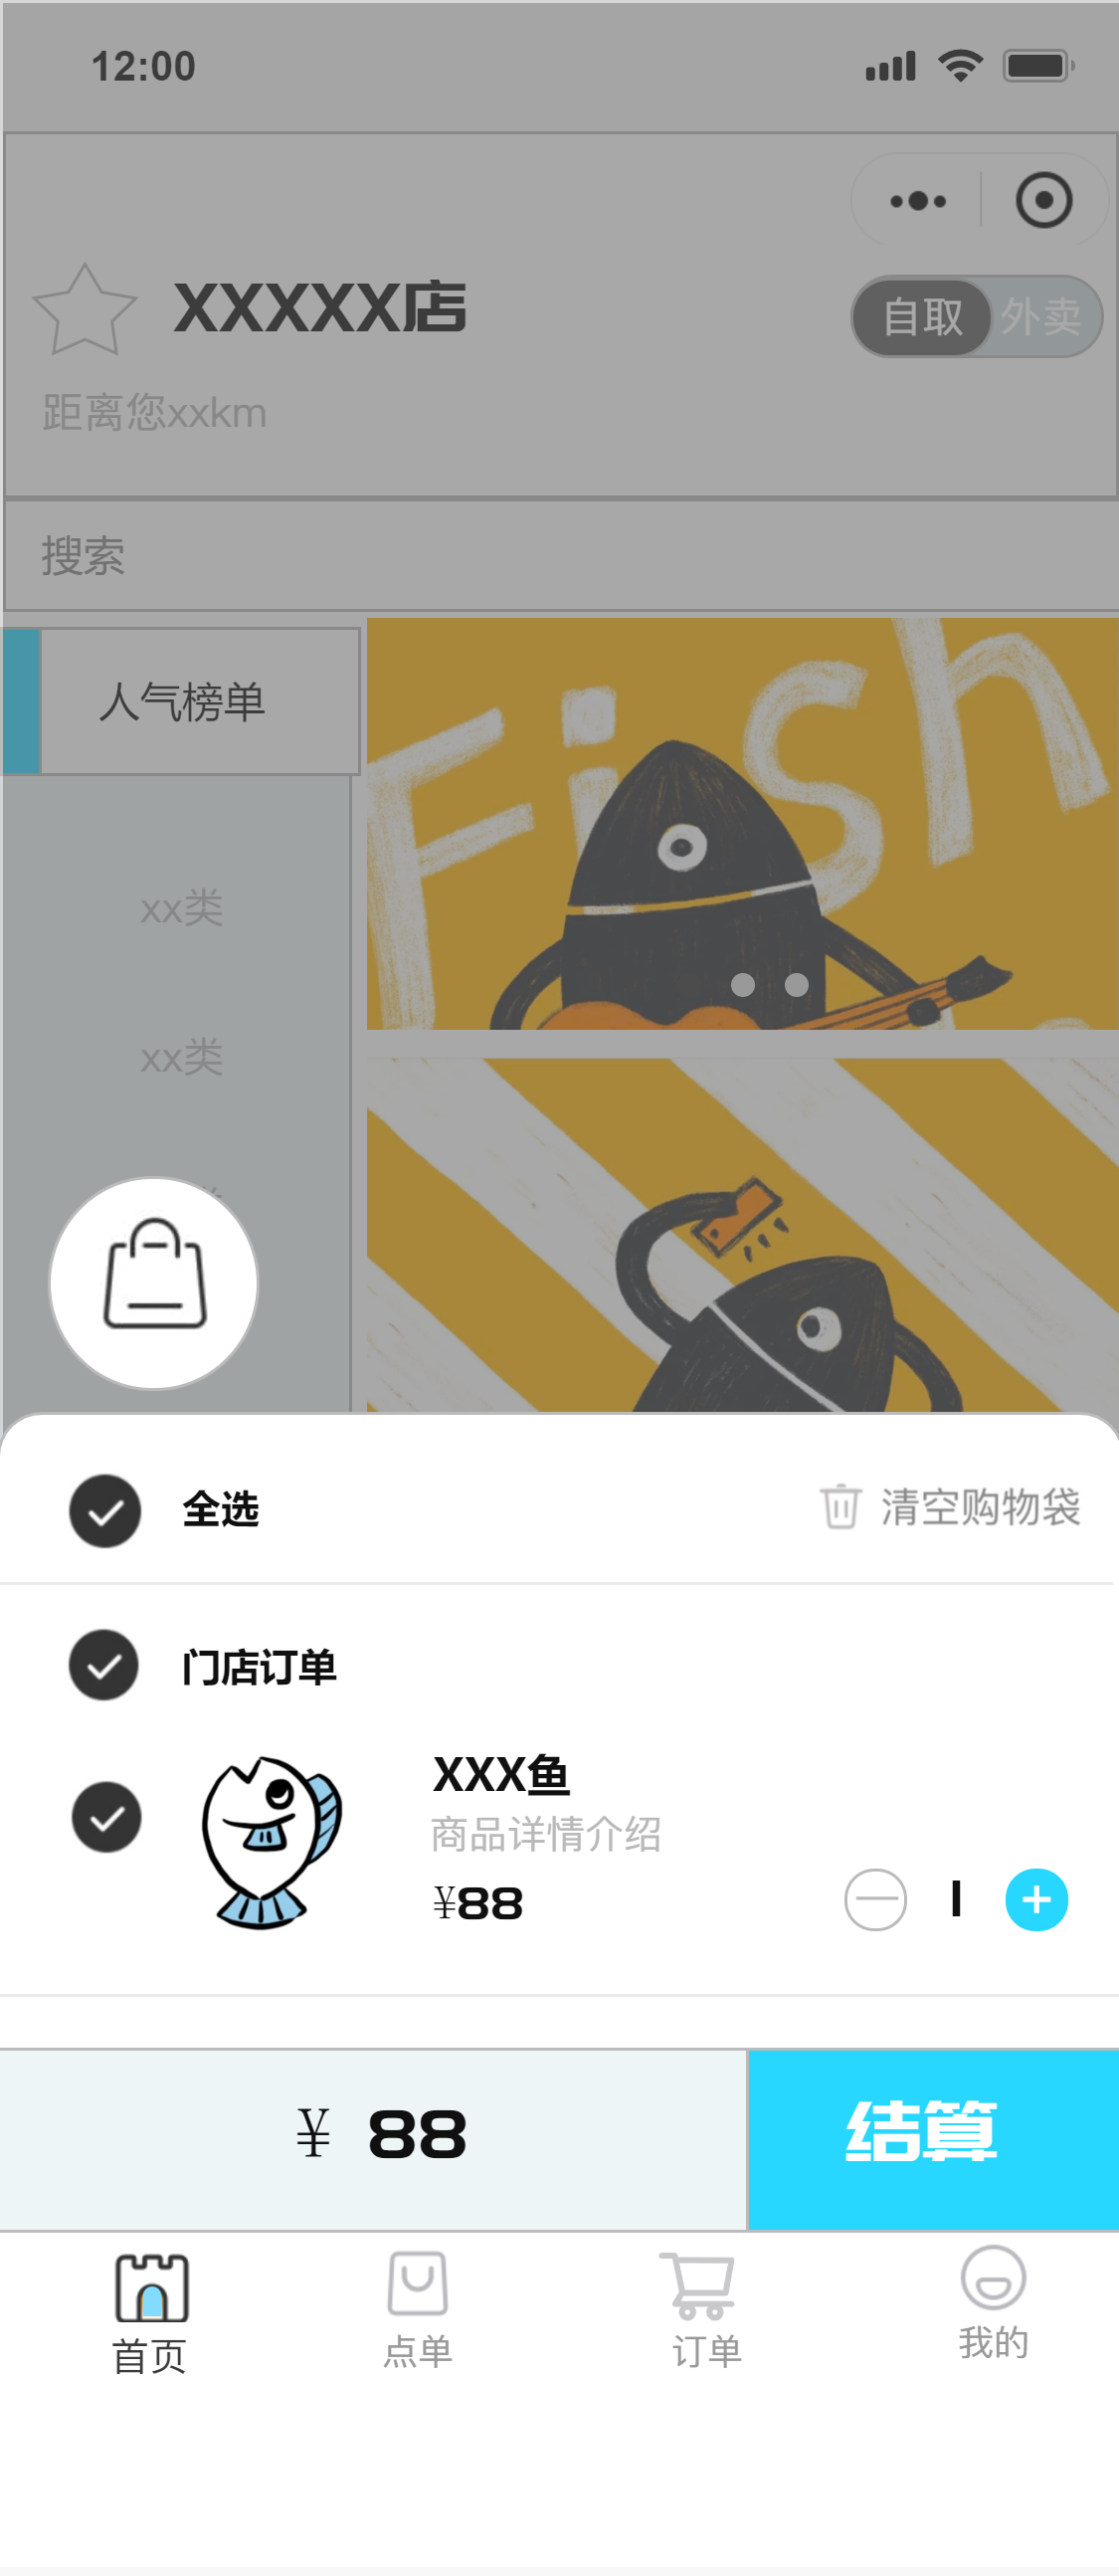 12:00
XXXXX店
自取 外卖
距离您xxkm
搜索
人气榜单
Fish
xx类
xx类
全选
清空购物袋
门店订单
XXX鱼
商品详情介绍
¥88
1
¥ 88
结算
首页
点单
订单
我的